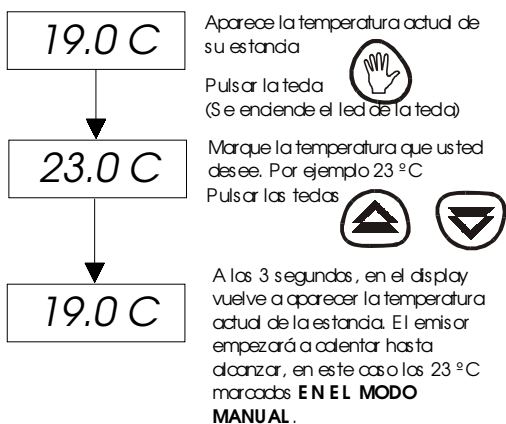 19.0 C
Aparece la temperatura actual de
su estancia
Pulsar la tecla
(Se enciende el led de la tecla)
23.0 C
Marque la temperatura que usted
desee. Por ejemplo 23 ºC
Pulsar las teclas
19.0 C
A los 3 segundos, en el display
vuelve a aparecer la temperatura
actual de la estancia. El emisor
empezará a calentar hasta
alcanzar, en este caso los 23 ºC
marcados EN EL MODO
MANUAL.